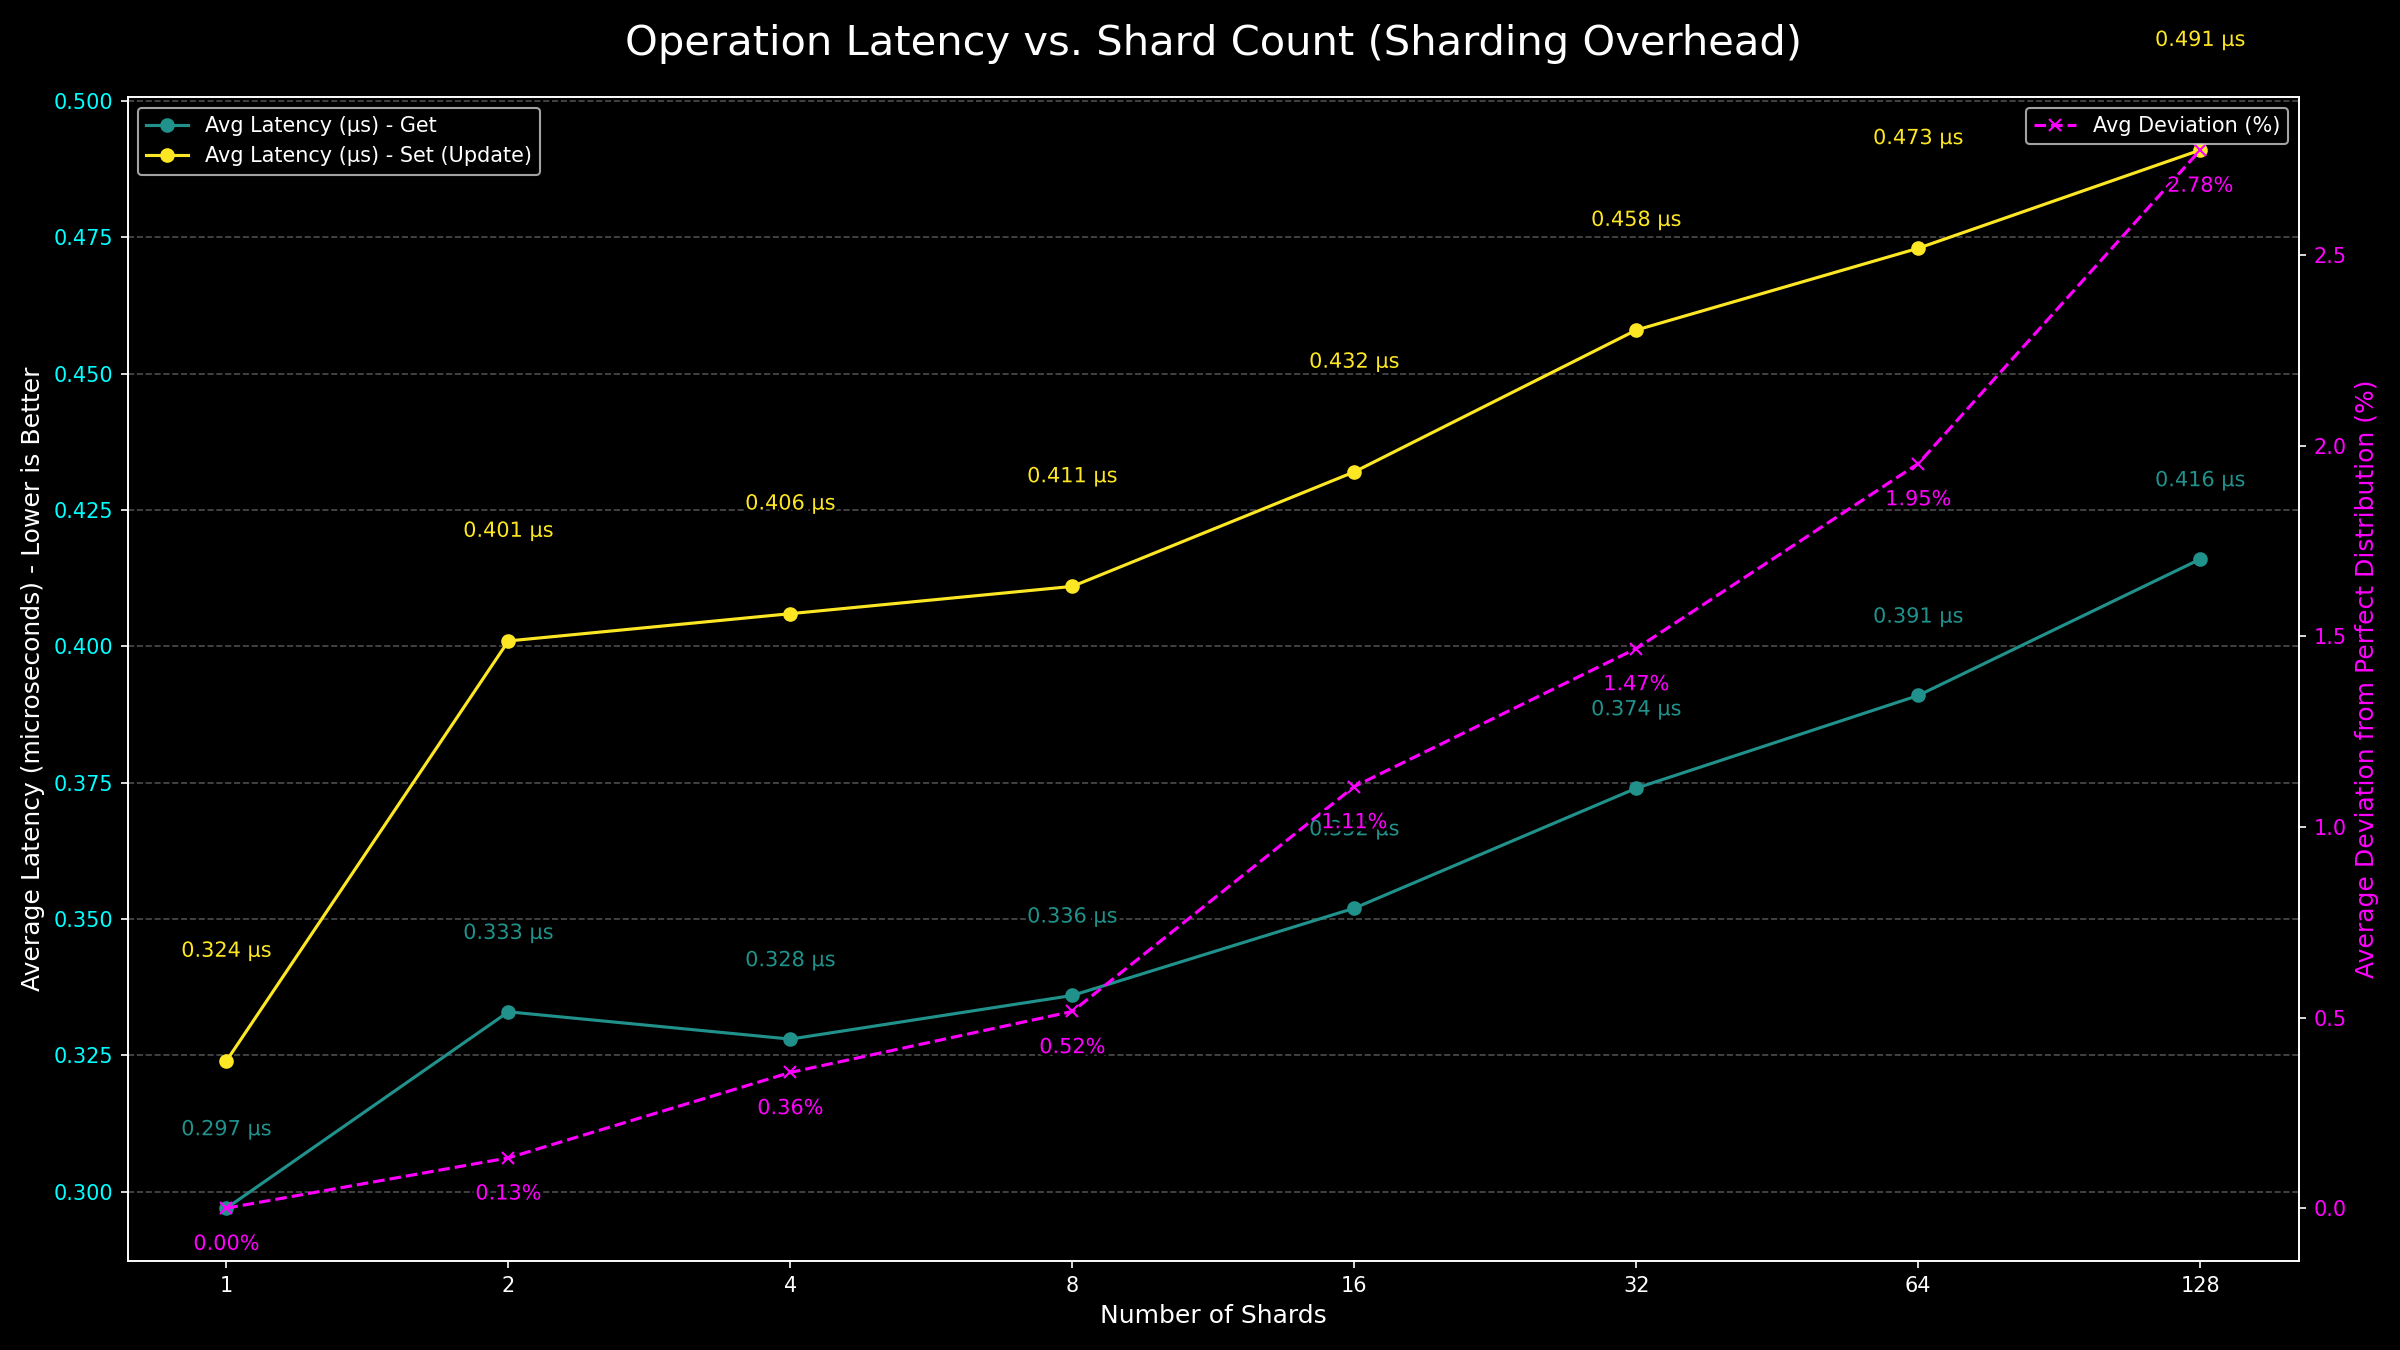 Operation Latency vs. Shard Count (Sharding Overhead)
Avg Latency (μs) - Get
Avg Latency (μs) - Set (Update)
Avg Deviation (%)
Average Latency (microseconds) - Lower is Better
0.500
0.475
0.450
0.425
0.400
0.375
0.350
0.325
0.300
0.324 μs
0.401 μs
0.406 μs
0.411 μs
0.432 μs
0.458 μs
0.473 μs
0.491 μs
0.297 μs
0.333 μs
0.328 μs
0.336 μs
0.352 μs
0.374 μs
0.391 μs
0.416 μs
0.00%
0.13%
0.36%
0.52%
1.11%
1.47%
1.95%
2.78%
2.5
2.0
1.5
1.0
0.5
0.0
Average Deviation from Perfect Distribution (%)
1
2
4
8
16
32
64
128
Number of Shards